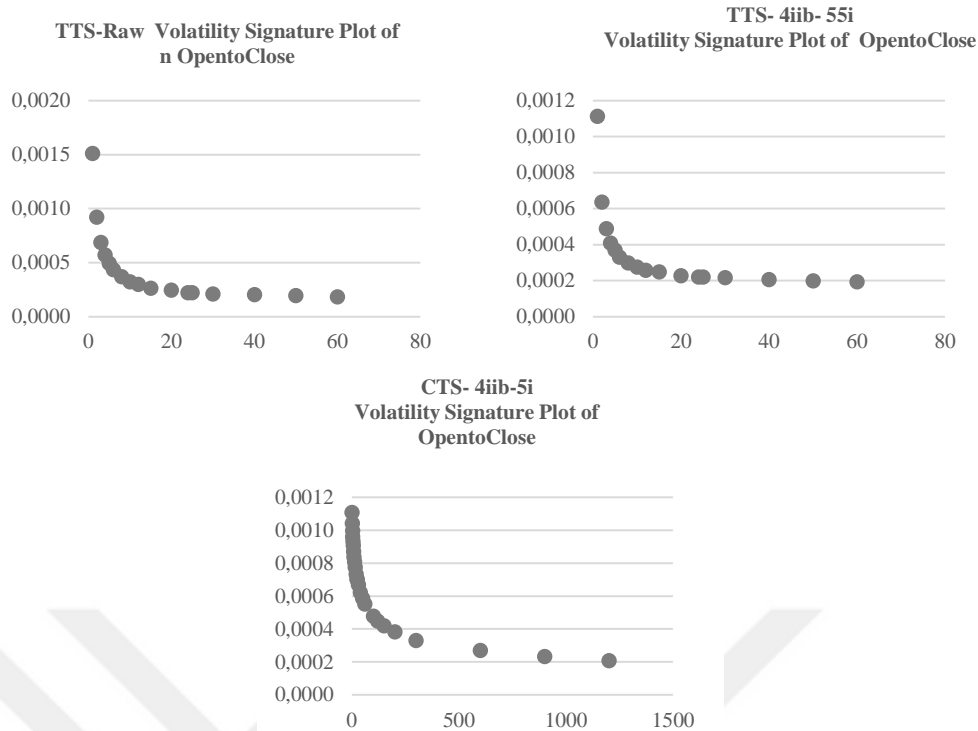 TTS-Raw Volatility Signature Plot of
n OpentoClose
0,0020
0,0015
0,0010
0,0005
0,0000
0 20 40 60 80
TTS- 4iib- 55i
Volatility Signature Plot of OpentoClose
0,0012
0,0010
0,0008
0,0006
0,0004
0,0002
0,0000
0 20 40 60 80
CTS- 4iib-5i
Volatility Signature Plot of
OpentoClose
0,0012
0,0010
0,0008
0,0006
0,0004
0,0002
0,0000
0 500 1000 1500